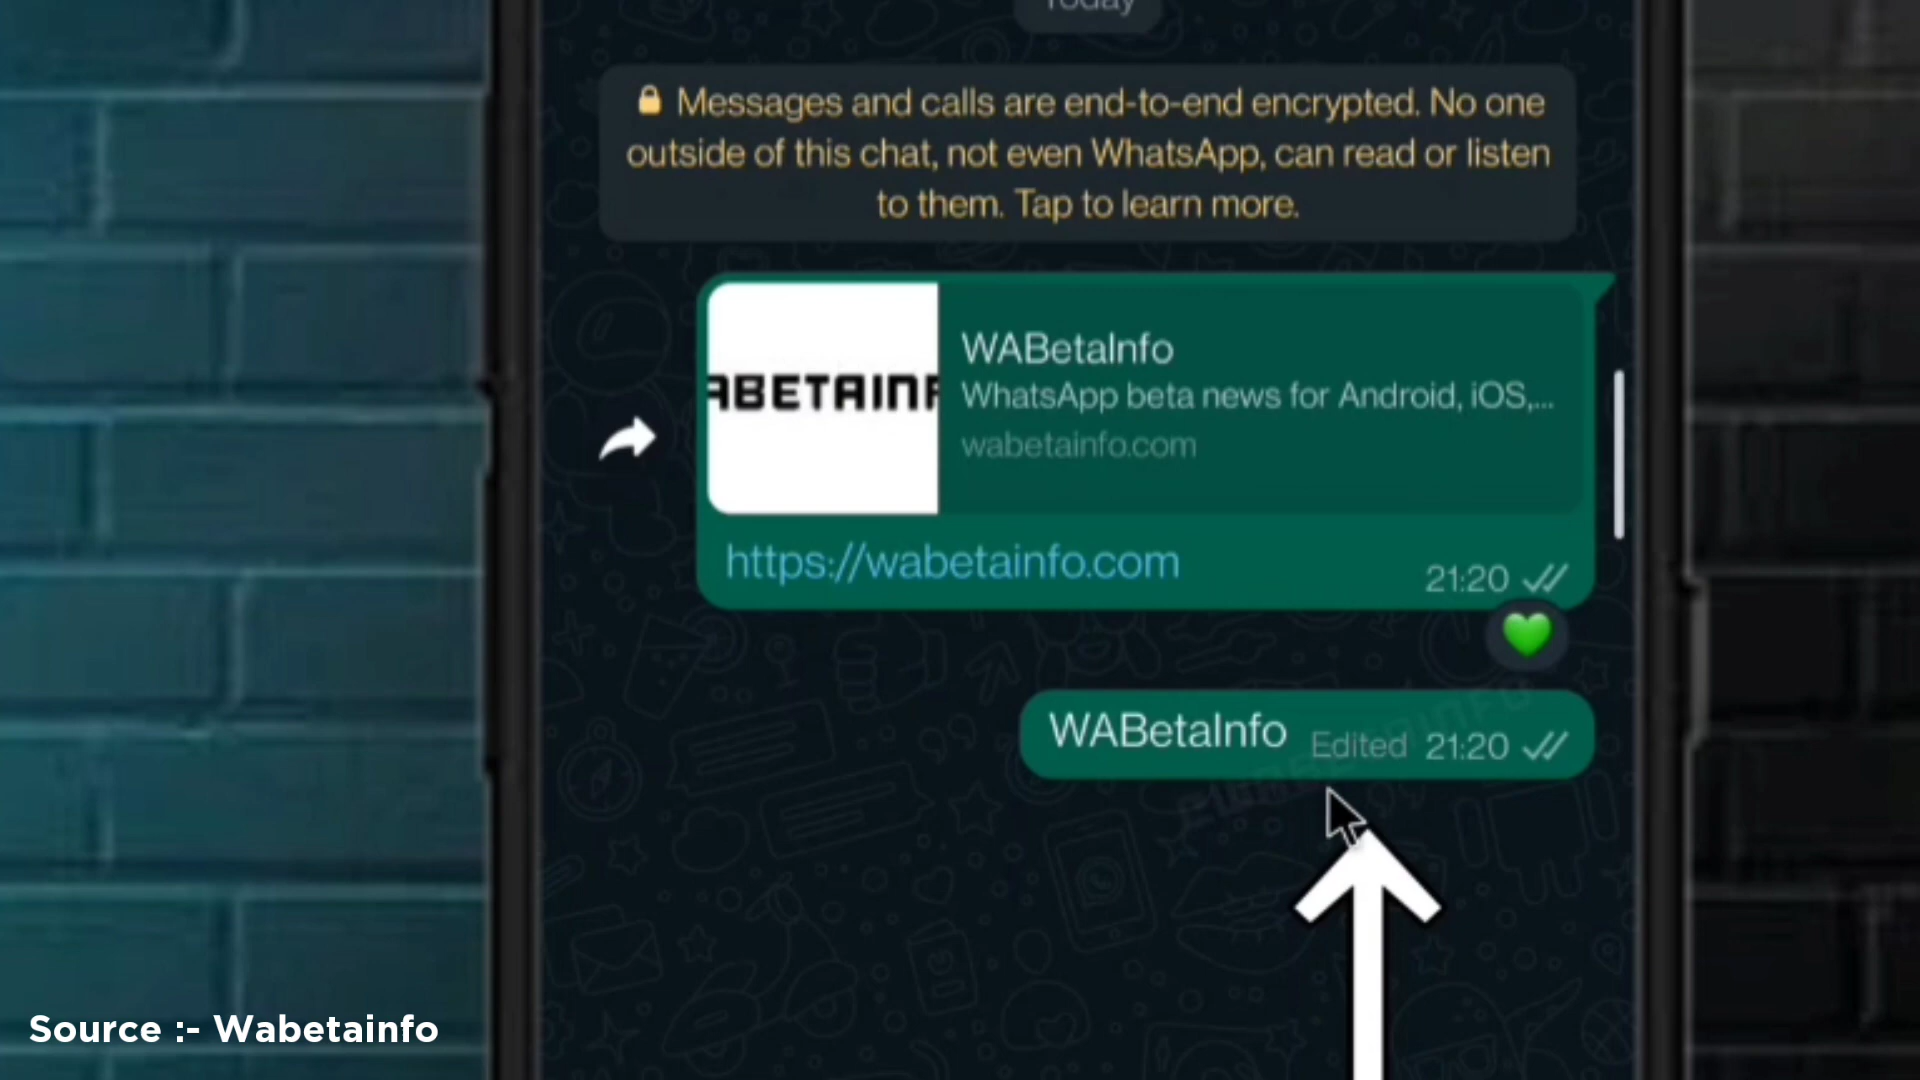 Today
Messages and calls are end-to-end encrypted. No one
outside of this chat, not even WhatsApp, can read or listen
to them. Tap to learn more.
ABETAINF
WABetaInfo
WhatsApp beta news for Android, iOS,...
wabetainfo.com
https://wabetainfo.com
21:20
WABetaInfo Edited 21:20
Source :- Wabetainfo